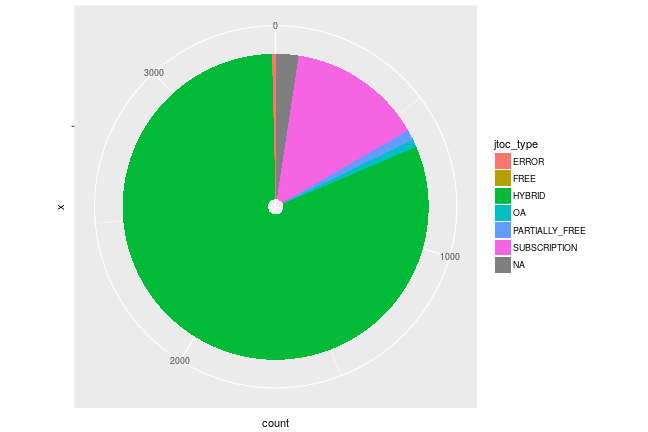 0
3000
1000
2000
x
count
jtoc_type
ERROR
FREE
HYBRID
OA
PARTIALLY_FREE
SUBSCRIPTION
NA